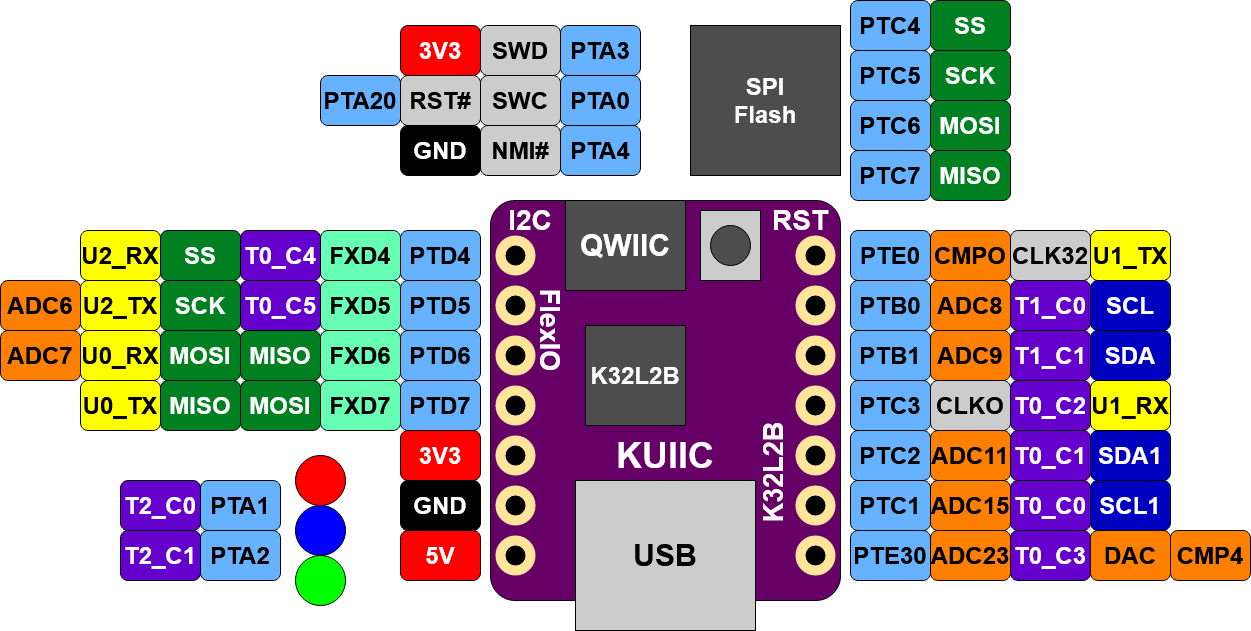 3V3 SWD PTA3
PTA20 RST# SWC PTA0
GND NMI# PTA4
SPI
Flash
PTC4 SS
PTC5 SCK
PTC6 MOSI
PTC7 MISO
U2_RX SS T0_C4 FXD4 PTD4
ADC6 U2_TX SCK T0_C5 FXD5 PTD5
ADC7 U0_RX MOSI MISO FXD6 PTD6
U0_TX MISO MOSI FXD7 PTD7
3V3
GND
5V
T2_C0 PTA1
T2_C1 PTA2
I2C QWIIC RST
FlexIO
K32L2B
KUIIC
K32L2B
USB
PTE0 CMPO CLK32 U1_TX
PTB0 ADC8 T1_C0 SCL
PTB1 ADC9 T1_C1 SDA
PTC3 CLKO T0_C2 U1_RX
PTC2 ADC11 T0_C1 SDA1
PTC1 ADC15 T0_C0 SCL1
PTE30 ADC23 T0_C3 DAC CMP4